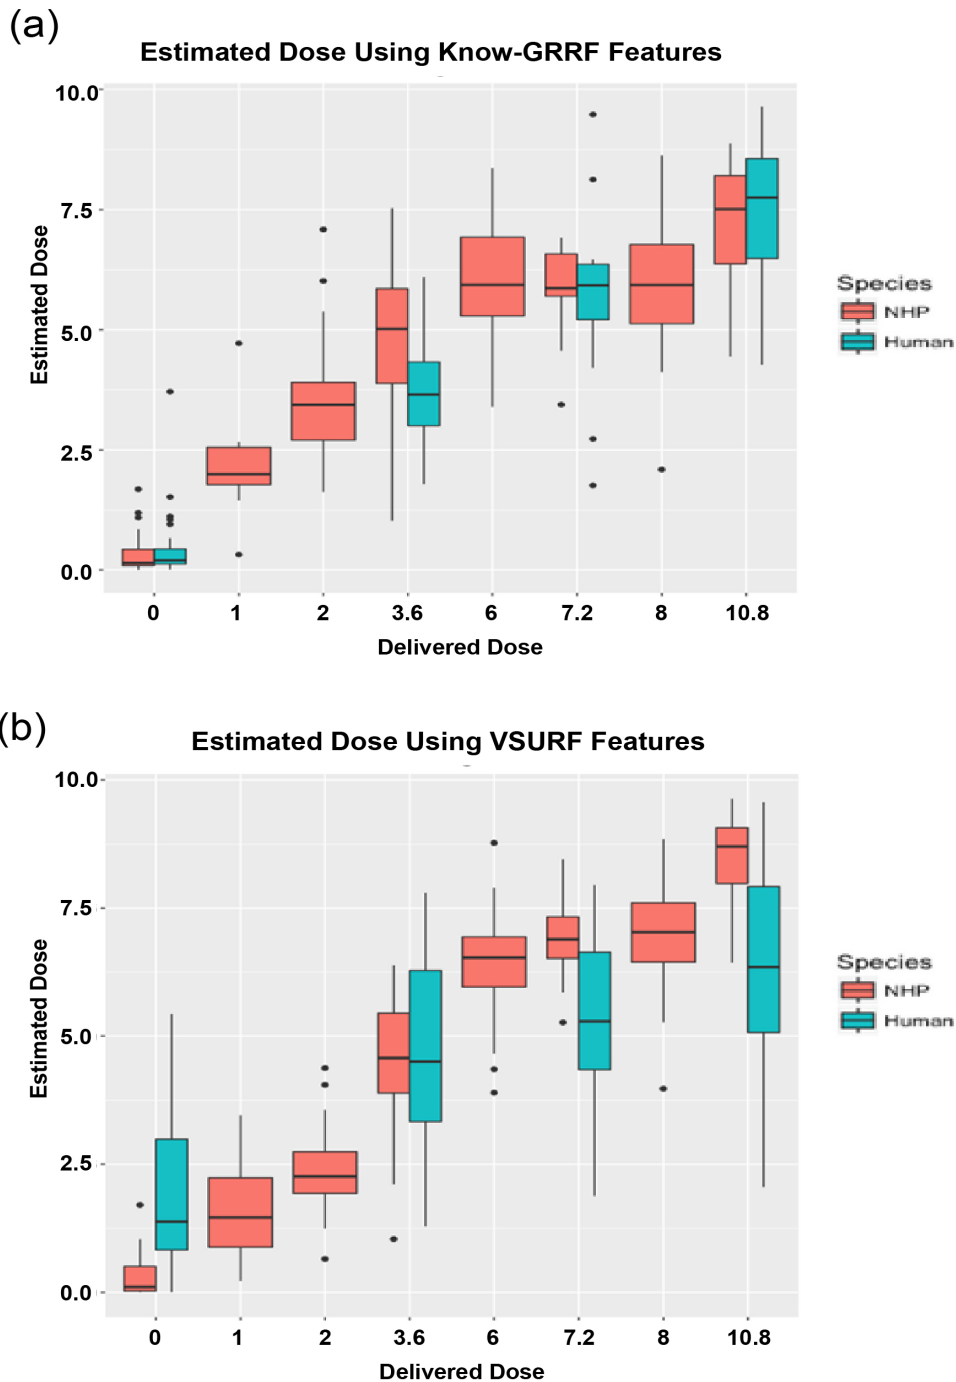 (a)
Estimated Dose Using Know-GRRF Features
10.0
7.5
5.0
2.5
0.0
Estimated Dose
0 1 2 3.6 6 7.2 8 10.8
Delivered Dose
Species
NHP
Human
(b)
Estimated Dose Using VSURF Features
10.0
7.5
5.0
2.5
0.0
Estimated Dose
0 1 2 3.6 6 7.2 8 10.8
Delivered Dose
Species
NHP
Human